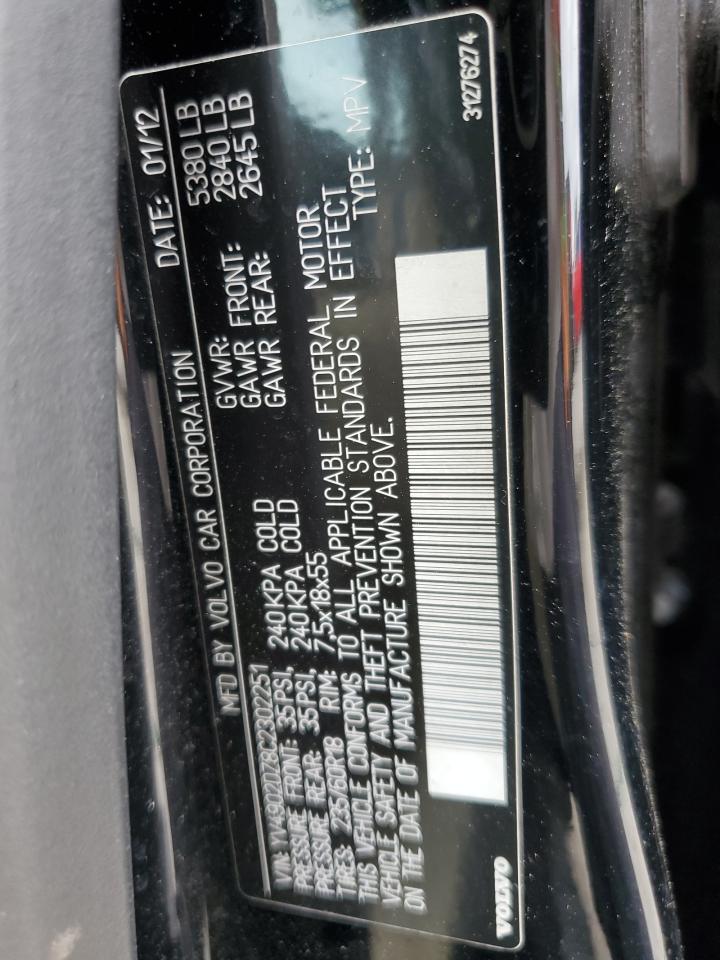 MFD BY VOLVO CAR CORPORATION DATE: 01/12
VIN: YV4902DZ8C2302251 GVWR: 5380 LB
PRESSURE FRONT: 35PSI, 240KPA COLD GAWR FRONT: 2840 LB
PRESSURE REAR: 35PSI, 240KPA COLD GAWR REAR: 2645 LB
TIRES: 235/60R18 RIM: 7,5x18x55
THIS VEHICLE CONFORMS TO ALL APPLICABLE FEDERAL MOTOR
VEHICLE SAFETY AND THEFT PREVENTION STANDARDS IN EFFECT
ON THE DATE OF MANUFACTURE SHOWN ABOVE. TYPE: MPV
VOLVO 31276274